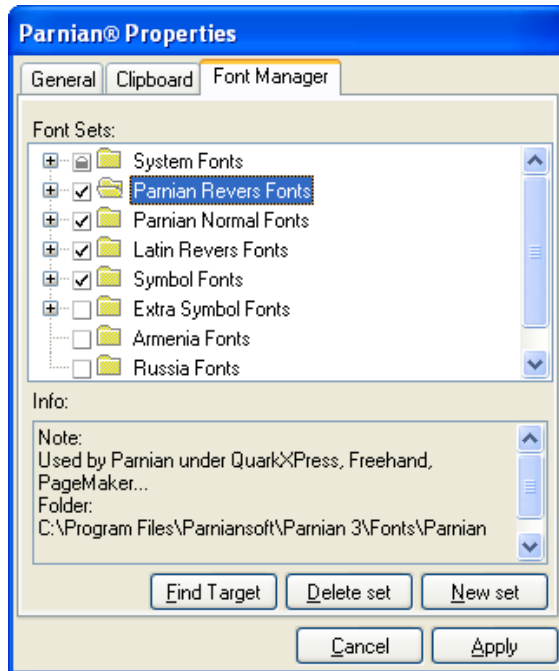 Parnian® Properties
General Clipboard Font Manager
Font Sets:
System Fonts
Parnian Revers Fonts
Parnian Normal Fonts
Latin Revers Fonts
Symbol Fonts
Extra Symbol Fonts
Armenia Fonts
Russia Fonts
Info:
Note:
Used by Parnian under QuarkXPress, Freehand,
PageMaker...
Folder:
C:\Program Files\Parniansoft\Parnian 3\Fonts\Parnian
Find Target Delete set New set
Cancel Apply